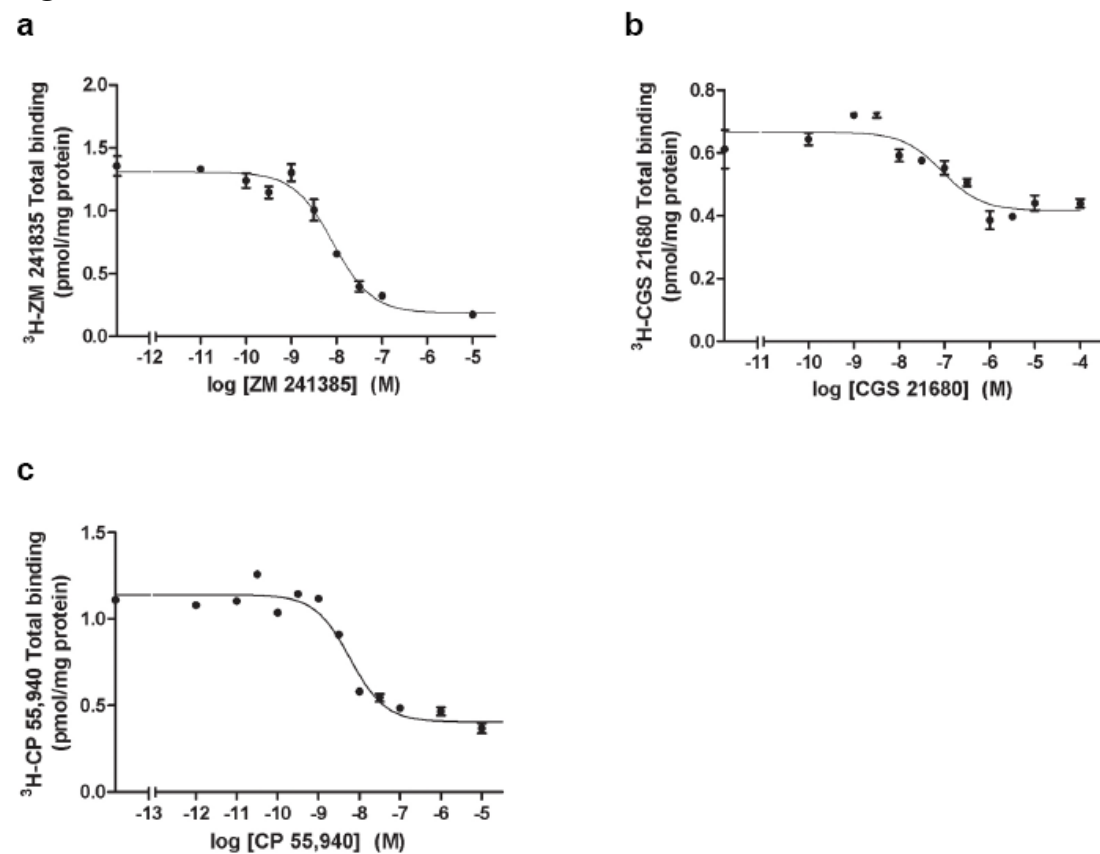 a
³H-ZM 241835 Total binding
(pmol/mg protein)
2.0
1.5
1.0
0.5
0.0
-12 -11 -10 -9 -8 -7 -6 -5
log [ZM 241385] (M)
b
³H-CGS 21680 Total binding
(pmol/mg protein)
0.8
0.6
0.4
0.2
0.0
-11 -10 -9 -8 -7 -6 -5 -4
log [CGS 21680] (M)
c
³H-CP 55,940 Total binding
(pmol/mg protein)
1.5
1.0
0.5
0.0
-13 -12 -11 -10 -9 -8 -7 -6 -5
log [CP 55,940] (M)